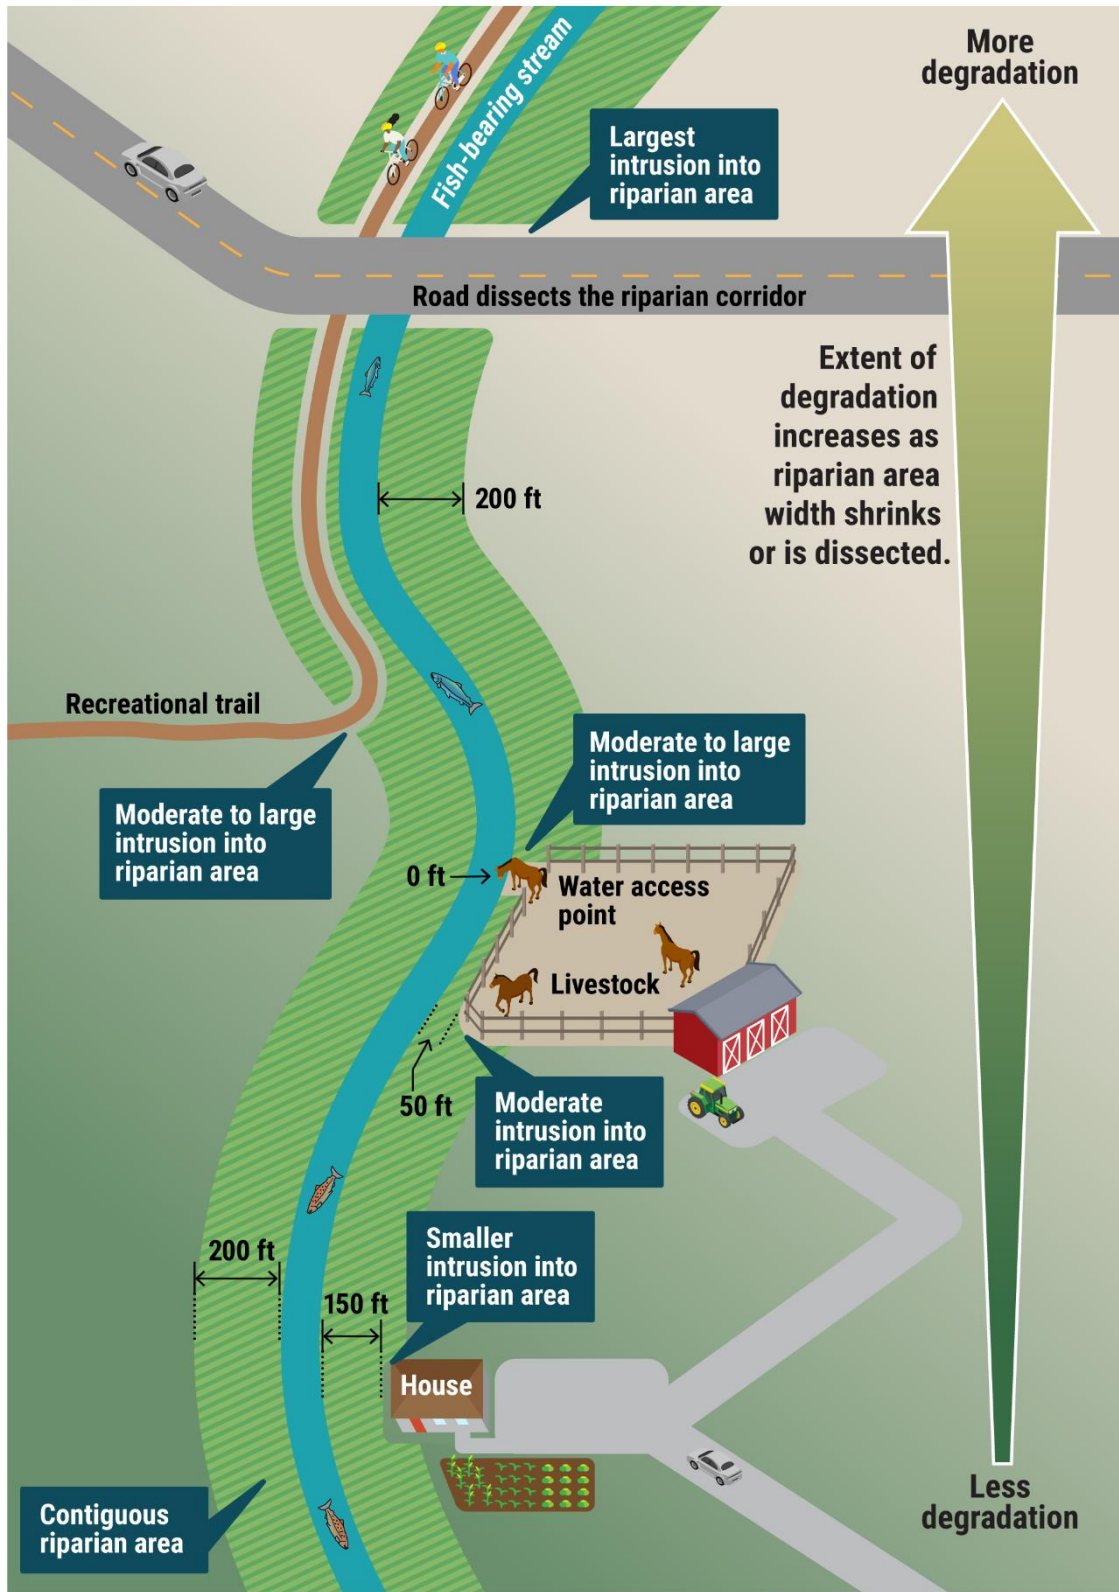 More
degradation
Fish-bearing stream
Largest
intrusion into
riparian area
Road dissects the riparian corridor
Extent of
degradation
increases as
riparian area
width shrinks
or is dissected.
200 ft
Recreational trail
Moderate to large
intrusion into
riparian area
Moderate to large
intrusion into
riparian area
0 ft
Water access
point
Livestock
50 ft
Moderate
intrusion into
riparian area
200 ft
150 ft
Smaller
intrusion into
riparian area
House
Contiguous
riparian area
Less
degradation